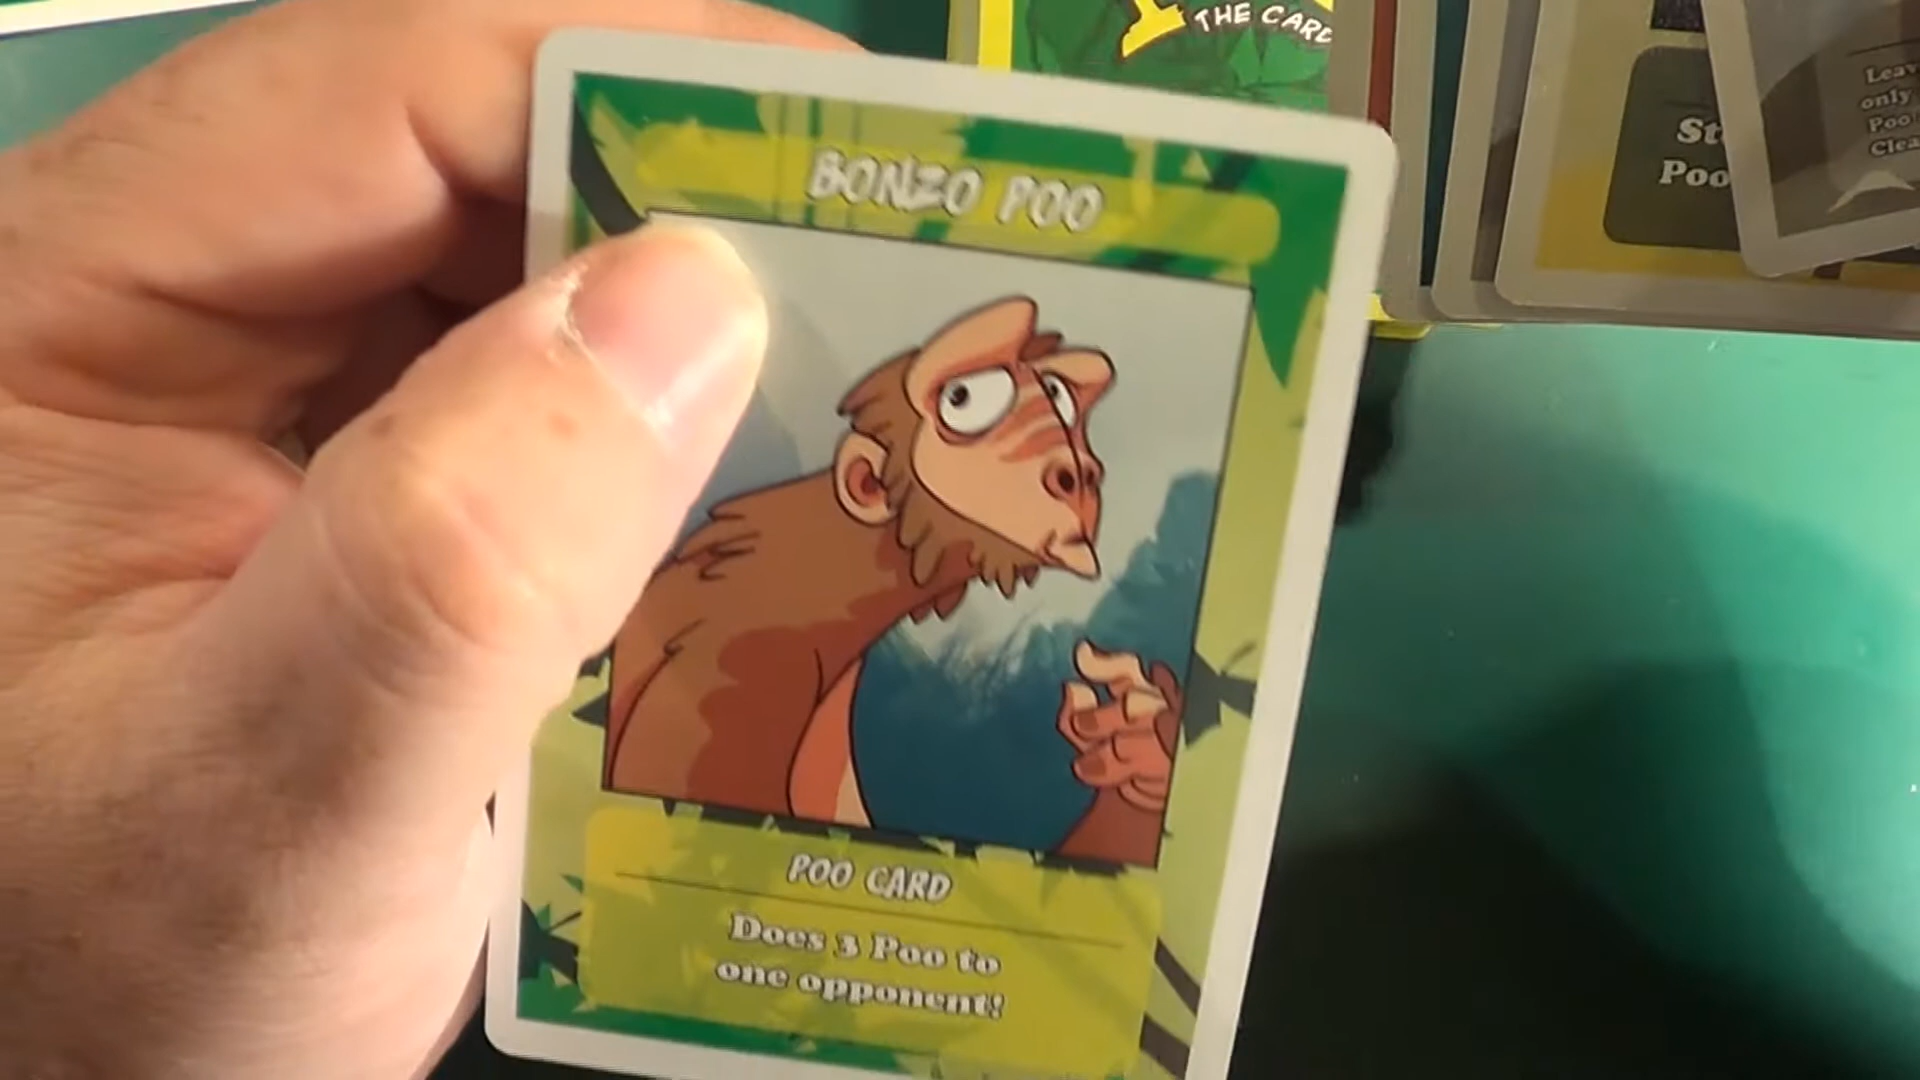 THE CARD
BONZO POO
POO CARD
Does 3 Poo to
one opponent!
St
Poo
Leav
only
Poo
Clea